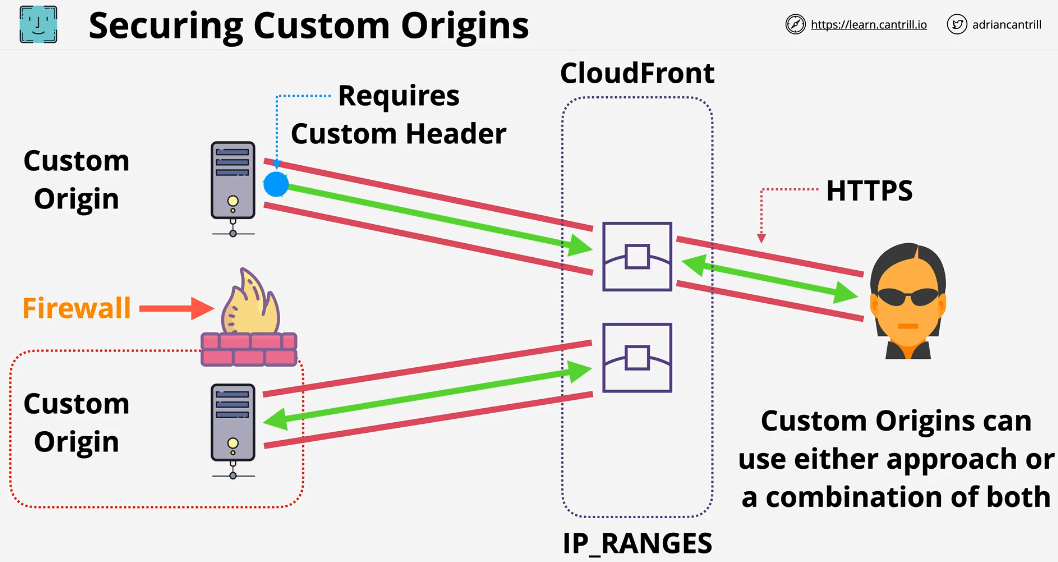 Securing Custom Origins
https://learn.cantrill.io
adriancantrill
CloudFront
Requires
Custom Header
Custom
Origin
HTTPS
Firewall
Custom
Origin
Custom Origins can
use either approach or
a combination of both
IP_RANGES